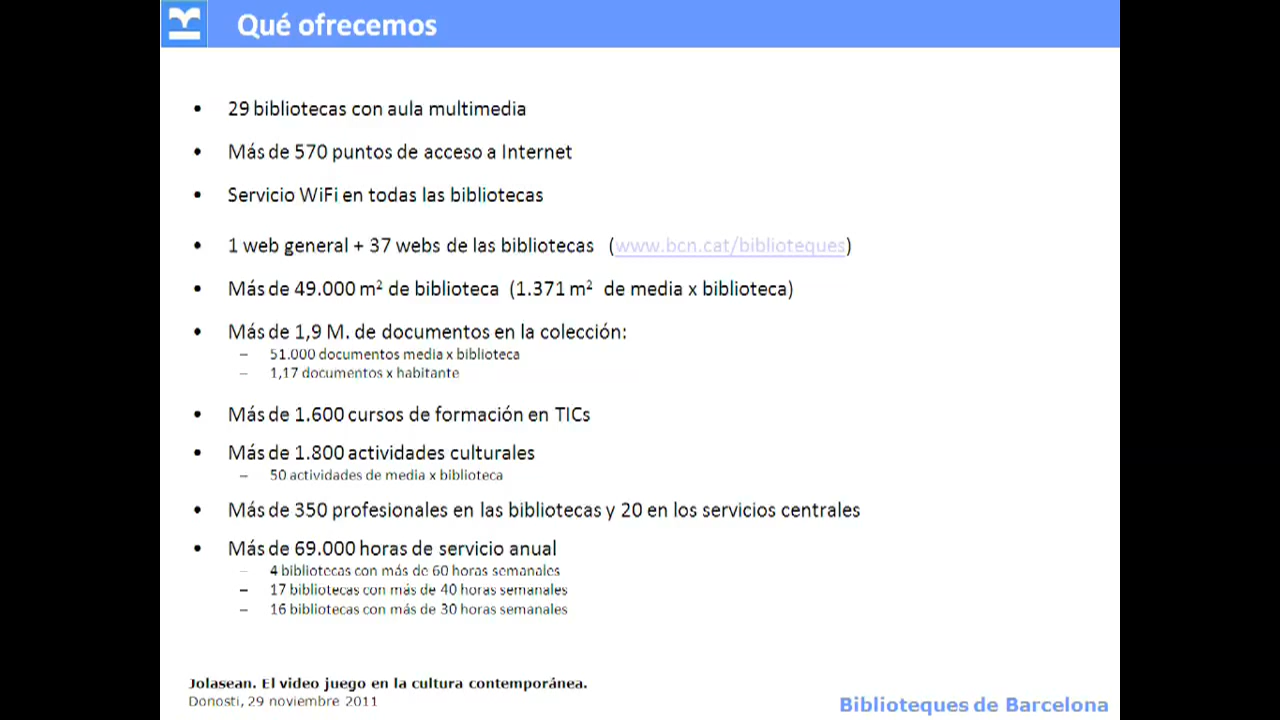 Qué ofrecemos
• 29 bibliotecas con aula multimedia
• Más de 570 puntos de acceso a Internet
• Servicio WiFi en todas las bibliotecas
• 1 web general + 37 webs de las bibliotecas (www.bcn.cat/biblioteques)
• Más de 49.000 m² de biblioteca (1.371 m² de media x biblioteca)
• Más de 1,9 M. de documentos en la colección:
– 51.000 documentos media x biblioteca
– 1,17 documentos x habitante
• Más de 1.600 cursos de formación en TICs
• Más de 1.800 actividades culturales
– 50 actividades de media x biblioteca
• Más de 350 profesionales en las bibliotecas y 20 en los servicios centrales
• Más de 69.000 horas de servicio anual
– 4 bibliotecas con más de 60 horas semanales
– 17 bibliotecas con más de 40 horas semanales
– 16 bibliotecas con más de 30 horas semanales
Jolasean. El video juego en la cultura contemporánea.
Donosti, 29 noviembre 2011
Biblioteques de Barcelona